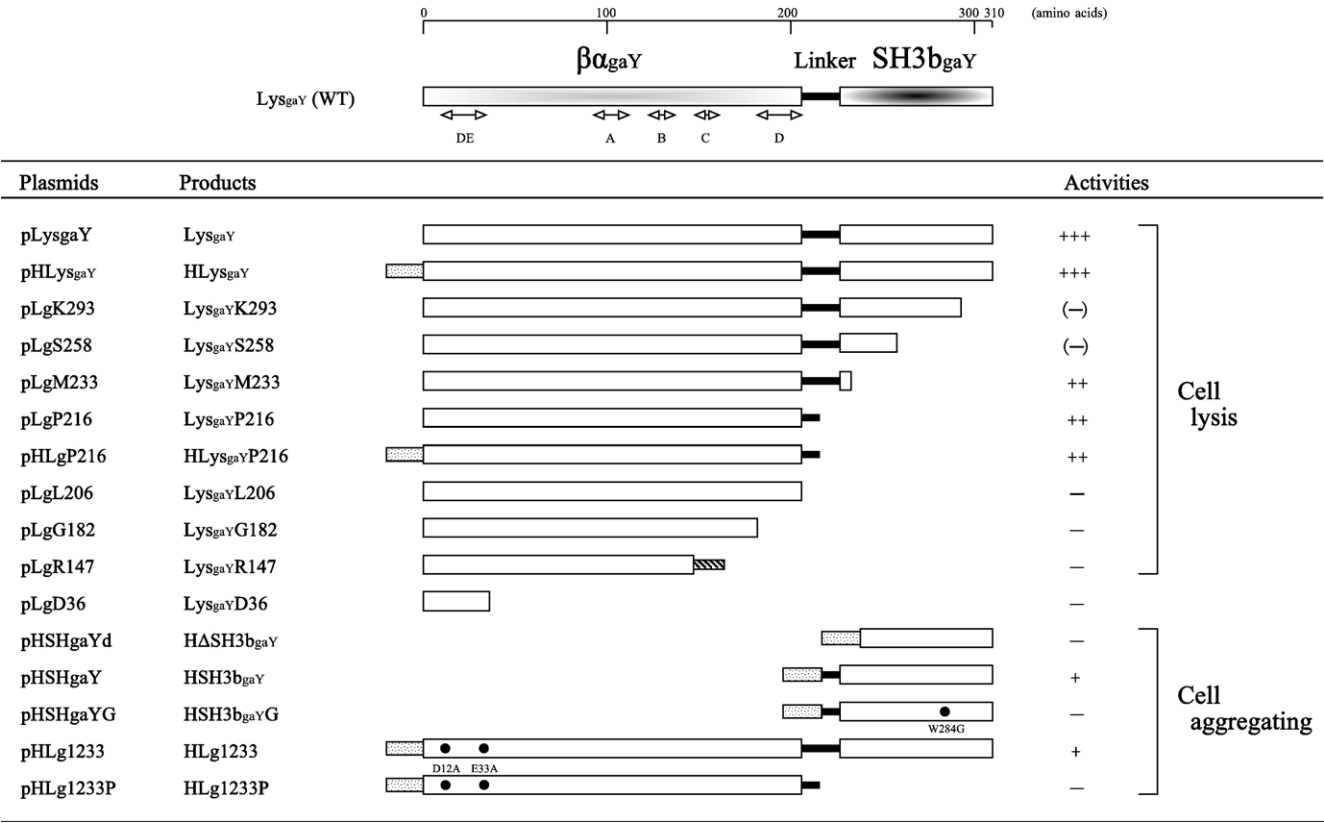 0 100 200 300 310 (amino acids)
βαgaY Linker SH3bgaY
LysgaY (WT)
DE A B C D
Plasmids Products Activities
pLysgaY LysgaY +++
pHLysgaY HLysgaY +++
pLgK293 LysgaYK293 (—)
pLgS258 LysgaYS258 (—)
pLgM233 LysgaYM233 ++
Cell
pLgP216 LysgaYP216 ++
lysis
pHLgP216 HLysgaYP216 ++
pLgL206 LysgaYL206 —
pLgG182 LysgaYG182 —
pLgR147 LysgaYR147 —
pLgD36 LysgaYD36 —
pHSHgaYd HΔSH3bgaY —
pHSHgaY HSH3bgaY +
Cell
pHSHgaYG HSH3bgaYG —
aggregating
W284G
pHLg1233 HLg1233 +
D12A E33A
pHLg1233P HLg1233P —